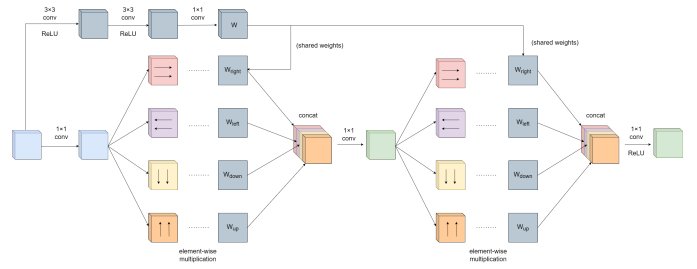 3×3
conv
ReLU
3×3
conv
ReLU
1×1
conv
W
(shared weights)
(shared weights)
W_right
W_right
W_left
concat
W_left
concat
1×1
conv
1×1
conv
1×1
conv
ReLU
W_down
W_down
W_up
W_up
element-wise
multiplication
element-wise
multiplication